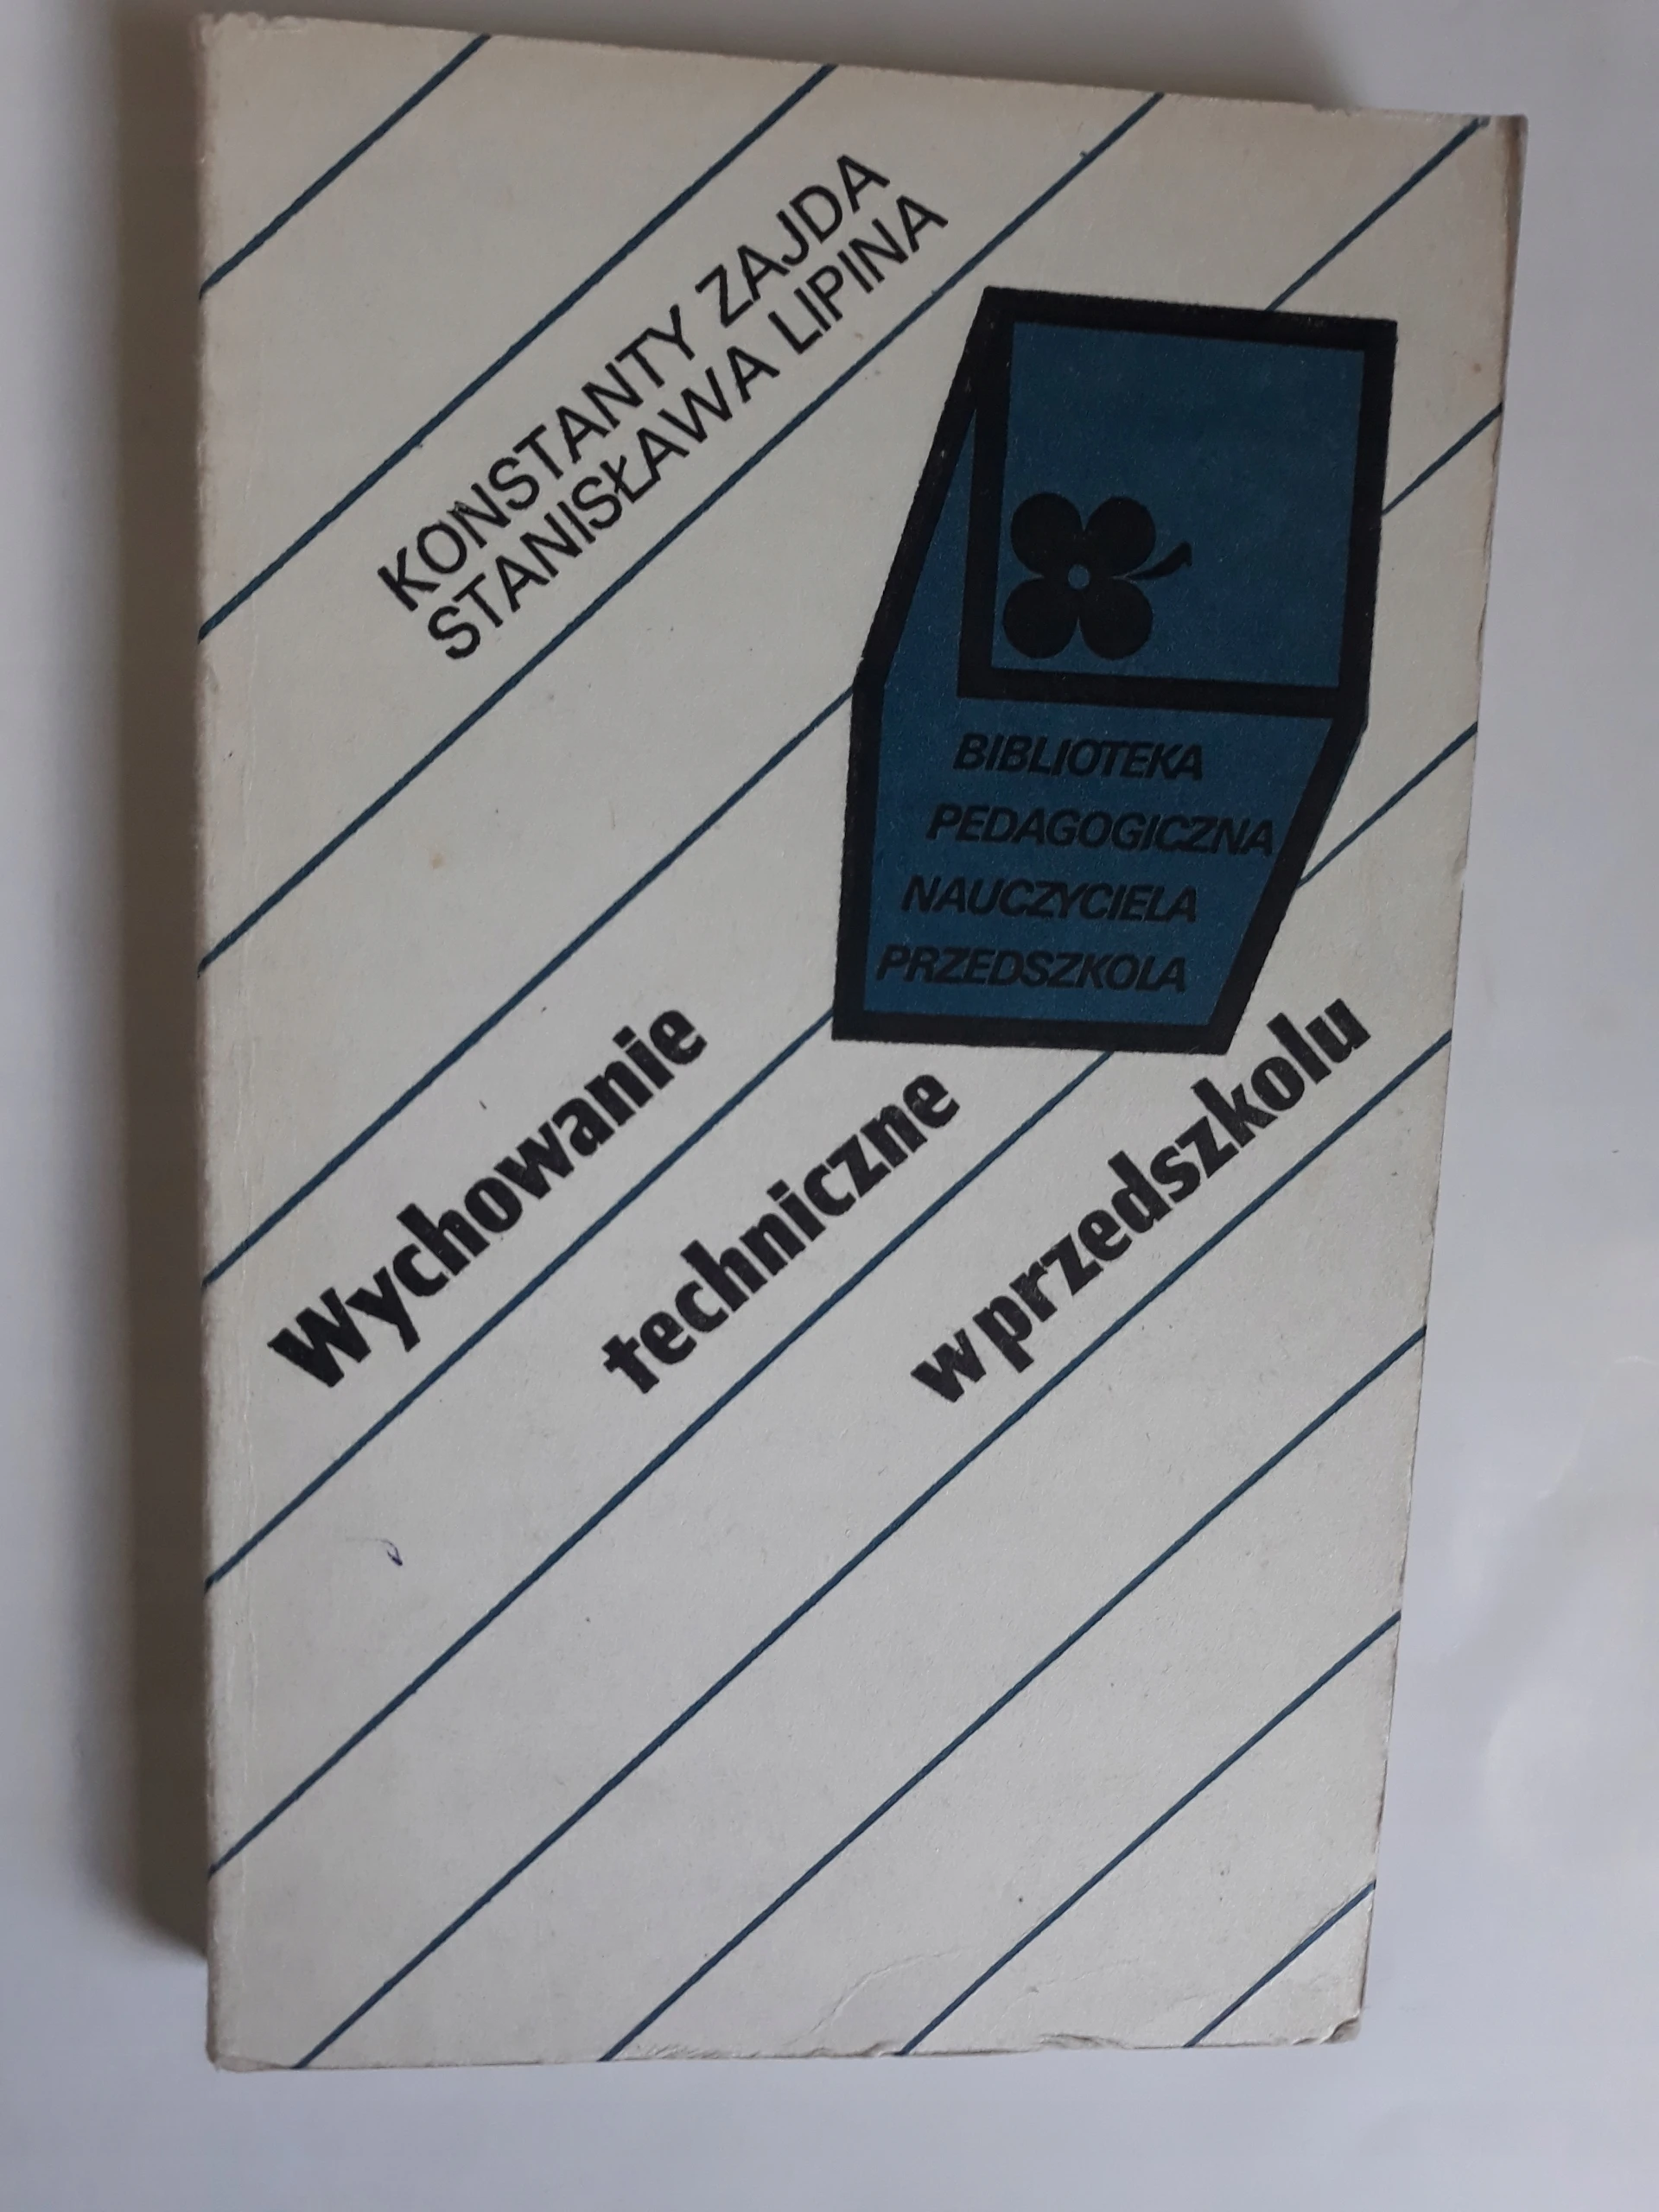 KONSTANTY ZAJDA
STANISŁAWA LIPINA
BIBLIOTEKA
PEDAGOGICZNA
NAUCZYCIELA
PRZEDSZKOLA
Wychowanie
techniczne
w przedszkolu